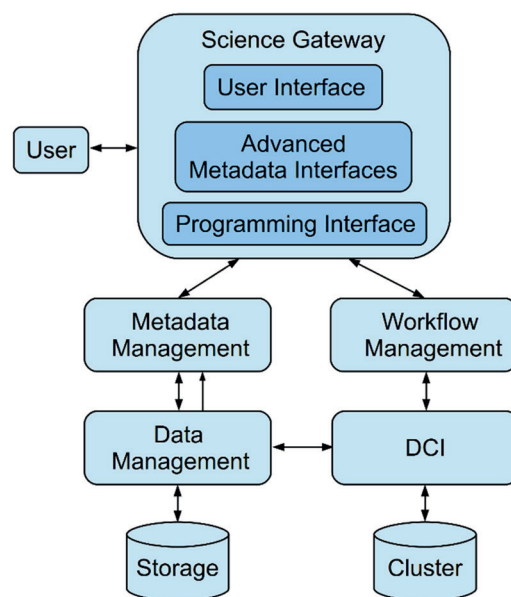 Science Gateway
User Interface
User
Advanced
Metadata Interfaces
Programming Interface
Metadata
Management
Workflow
Management
Data
Management
DCI
Storage
Cluster